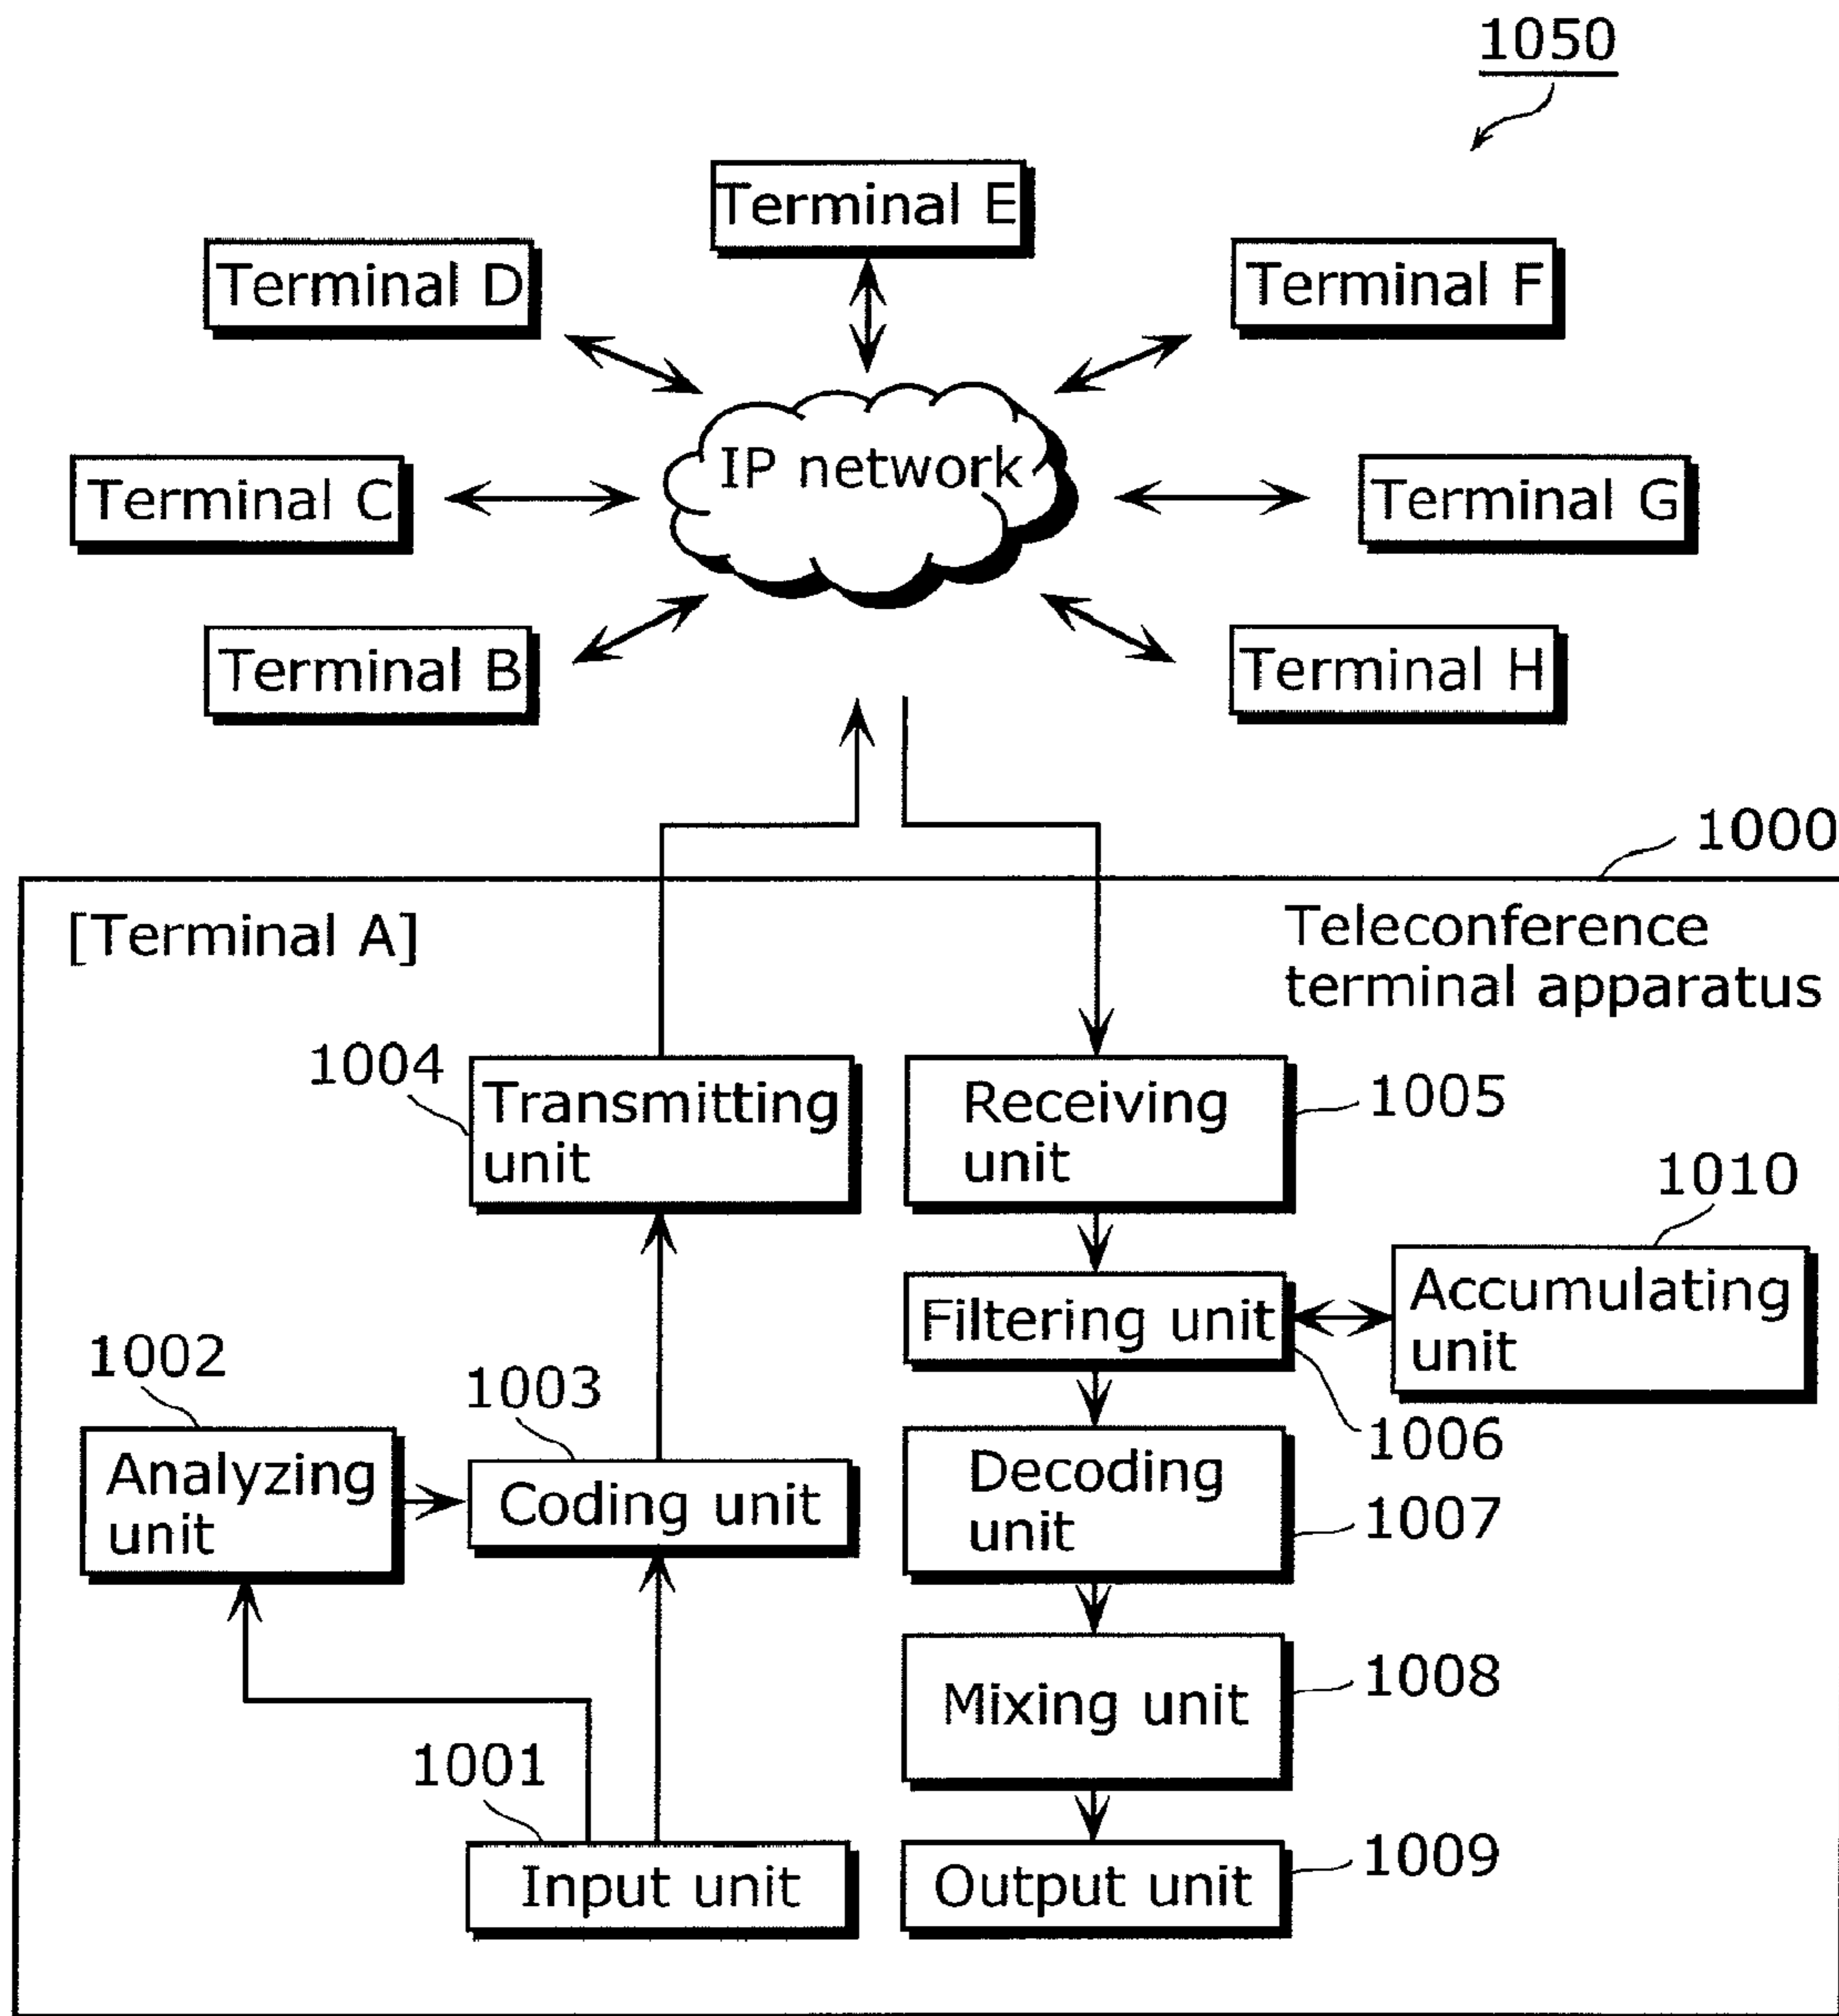 1050
Terminal E
Terminal D
Terminal F
IP network
Terminal C
Terminal G
Terminal B
Terminal H
1000
[Terminal A]
Teleconference
terminal apparatus
1004
Transmitting
unit
Receiving
unit
1005
1010
Accumulating
unit
Filtering unit
1006
1002
Analyzing
unit
1003
Coding unit
Decoding
unit
1007
Mixing unit
1008
1001
Input unit
Output unit
1009